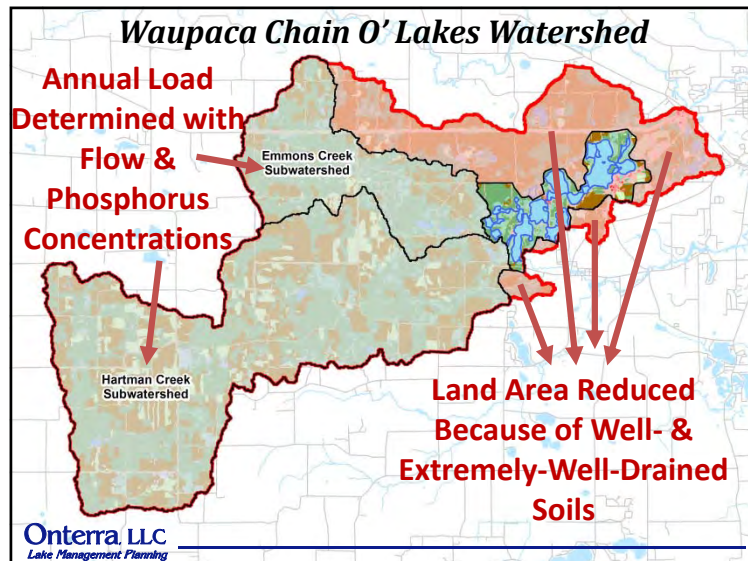 Waupaca Chain O' Lakes Watershed
Annual Load
Determined with
Flow &
Phosphorus
Concentrations
Emmons Creek
Subwatershed
Hartman Creek
Subwatershed
Land Area Reduced
Because of Well- &
Extremely-Well-Drained
Soils
Onterra, LLC
Lake Management Planning